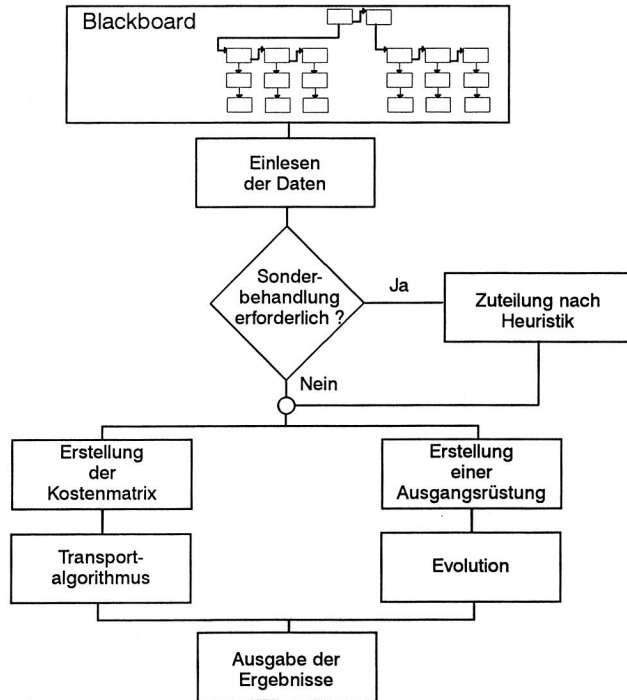 Blackboard
Einlesen
der Daten
Sonder-
behandlung
erforderlich ?
Ja
Zuteilung nach
Heuristik
Nein
Erstellung
der
Kostenmatrix
Erstellung
einer
Ausgangsrüstung
Transport-
algorithmus
Evolution
Ausgabe der
Ergebnisse